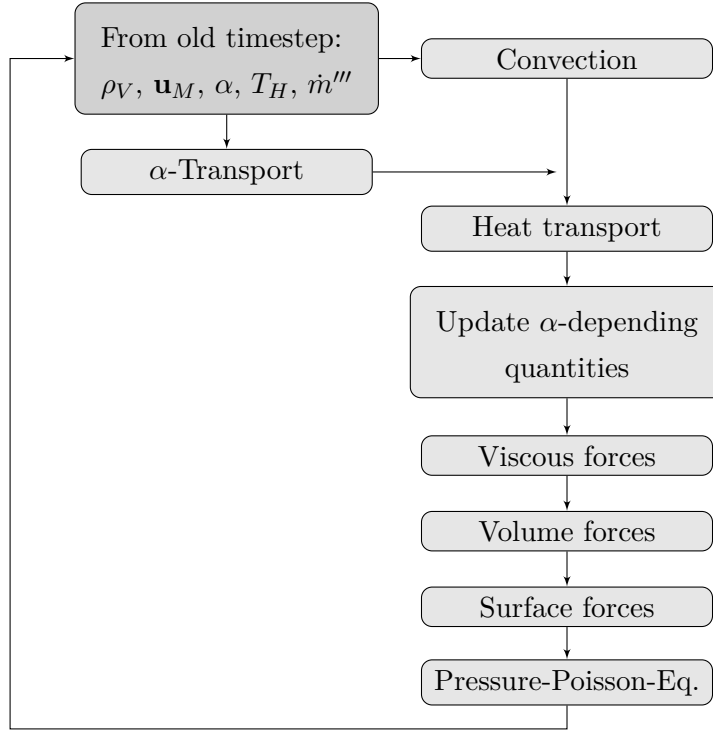 From old timestep:
ρ_V, 𝐮_M, α, T_H, ṁ‴
Convection
α-Transport
Heat transport
Update α-depending
quantities
Viscous forces
Volume forces
Surface forces
Pressure-Poisson-Eq.